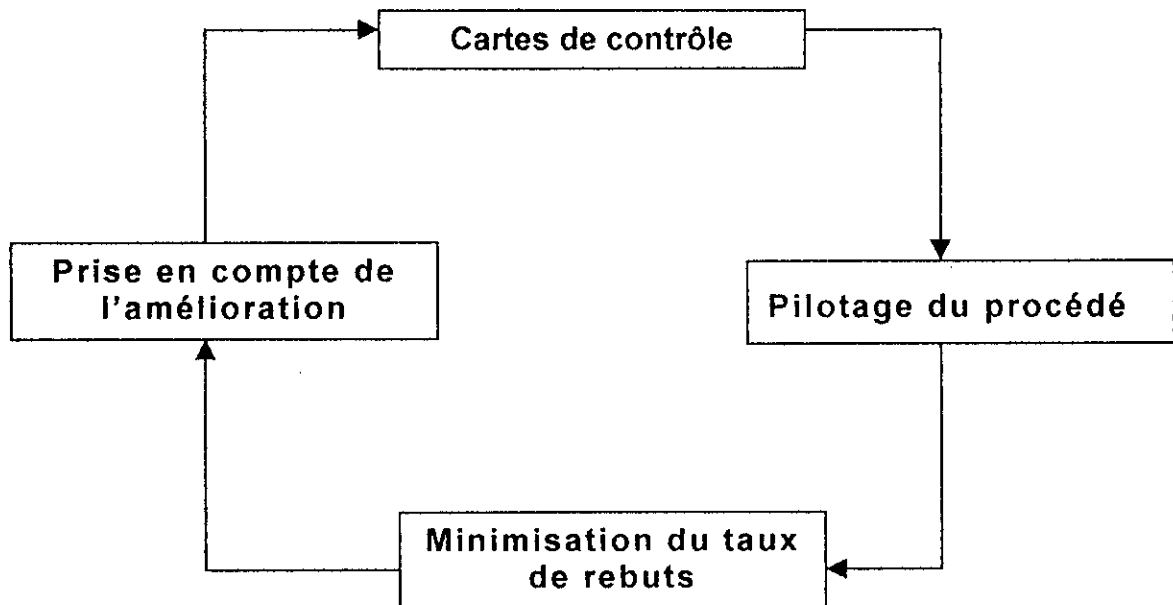 Cartes de contrôle
Prise en compte de
l'amélioration
Pilotage du procédé
Minimisation du taux
de rebuts